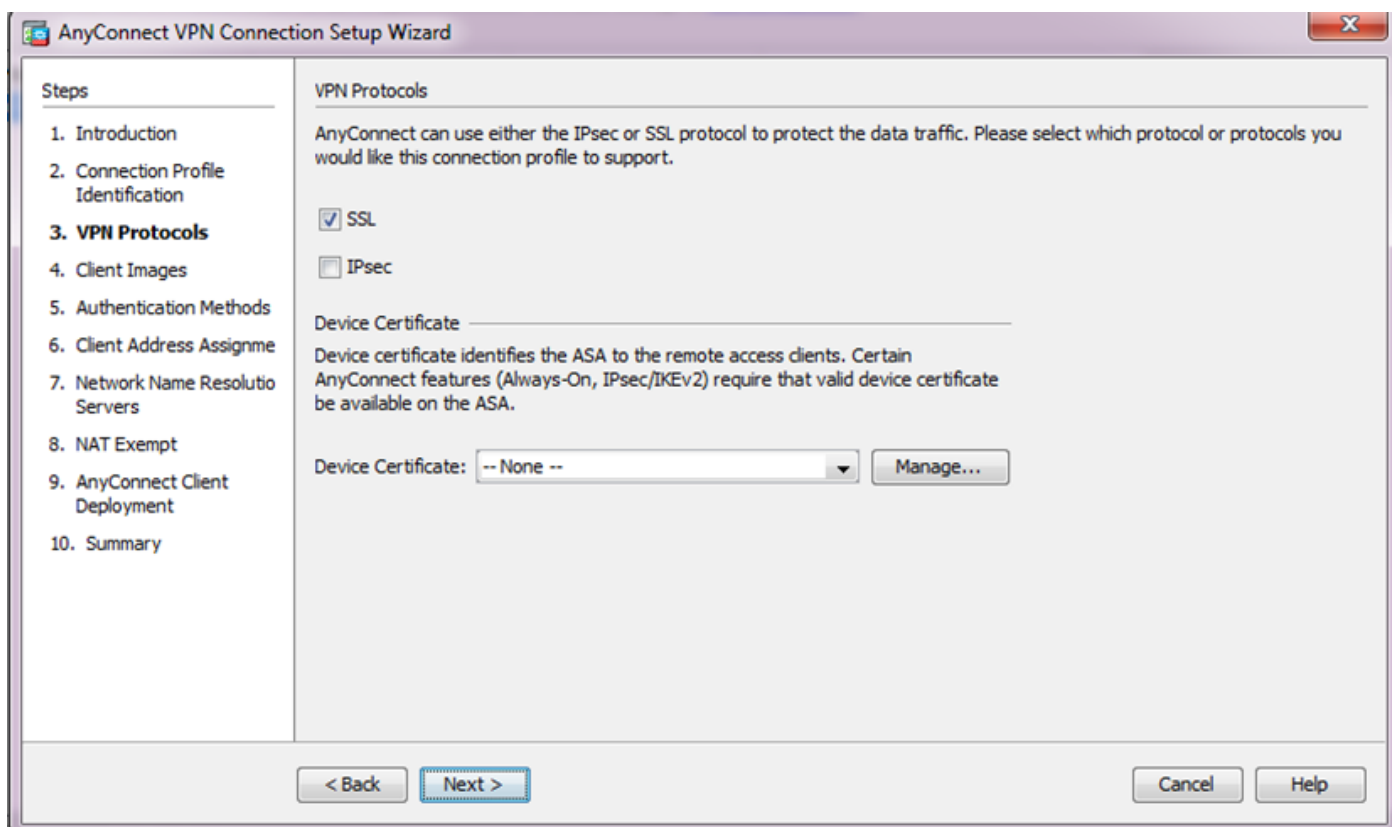 AnyConnect VPN Connection Setup Wizard
Steps
1. Introduction
2. Connection Profile
Identification
3. VPN Protocols
4. Client Images
5. Authentication Methods
6. Client Address Assignme
7. Network Name Resolutio
Servers
8. NAT Exempt
9. AnyConnect Client
Deployment
10. Summary
VPN Protocols
AnyConnect can use either the IPsec or SSL protocol to protect the data traffic. Please select which protocol or protocols you
would like this connection profile to support.
SSL
IPsec
Device Certificate
Device certificate identifies the ASA to the remote access clients. Certain
AnyConnect features (Always-On, IPsec/IKEv2) require that valid device certificate
be available on the ASA.
Device Certificate: -- None -- Manage...
< Back Next > Cancel Help